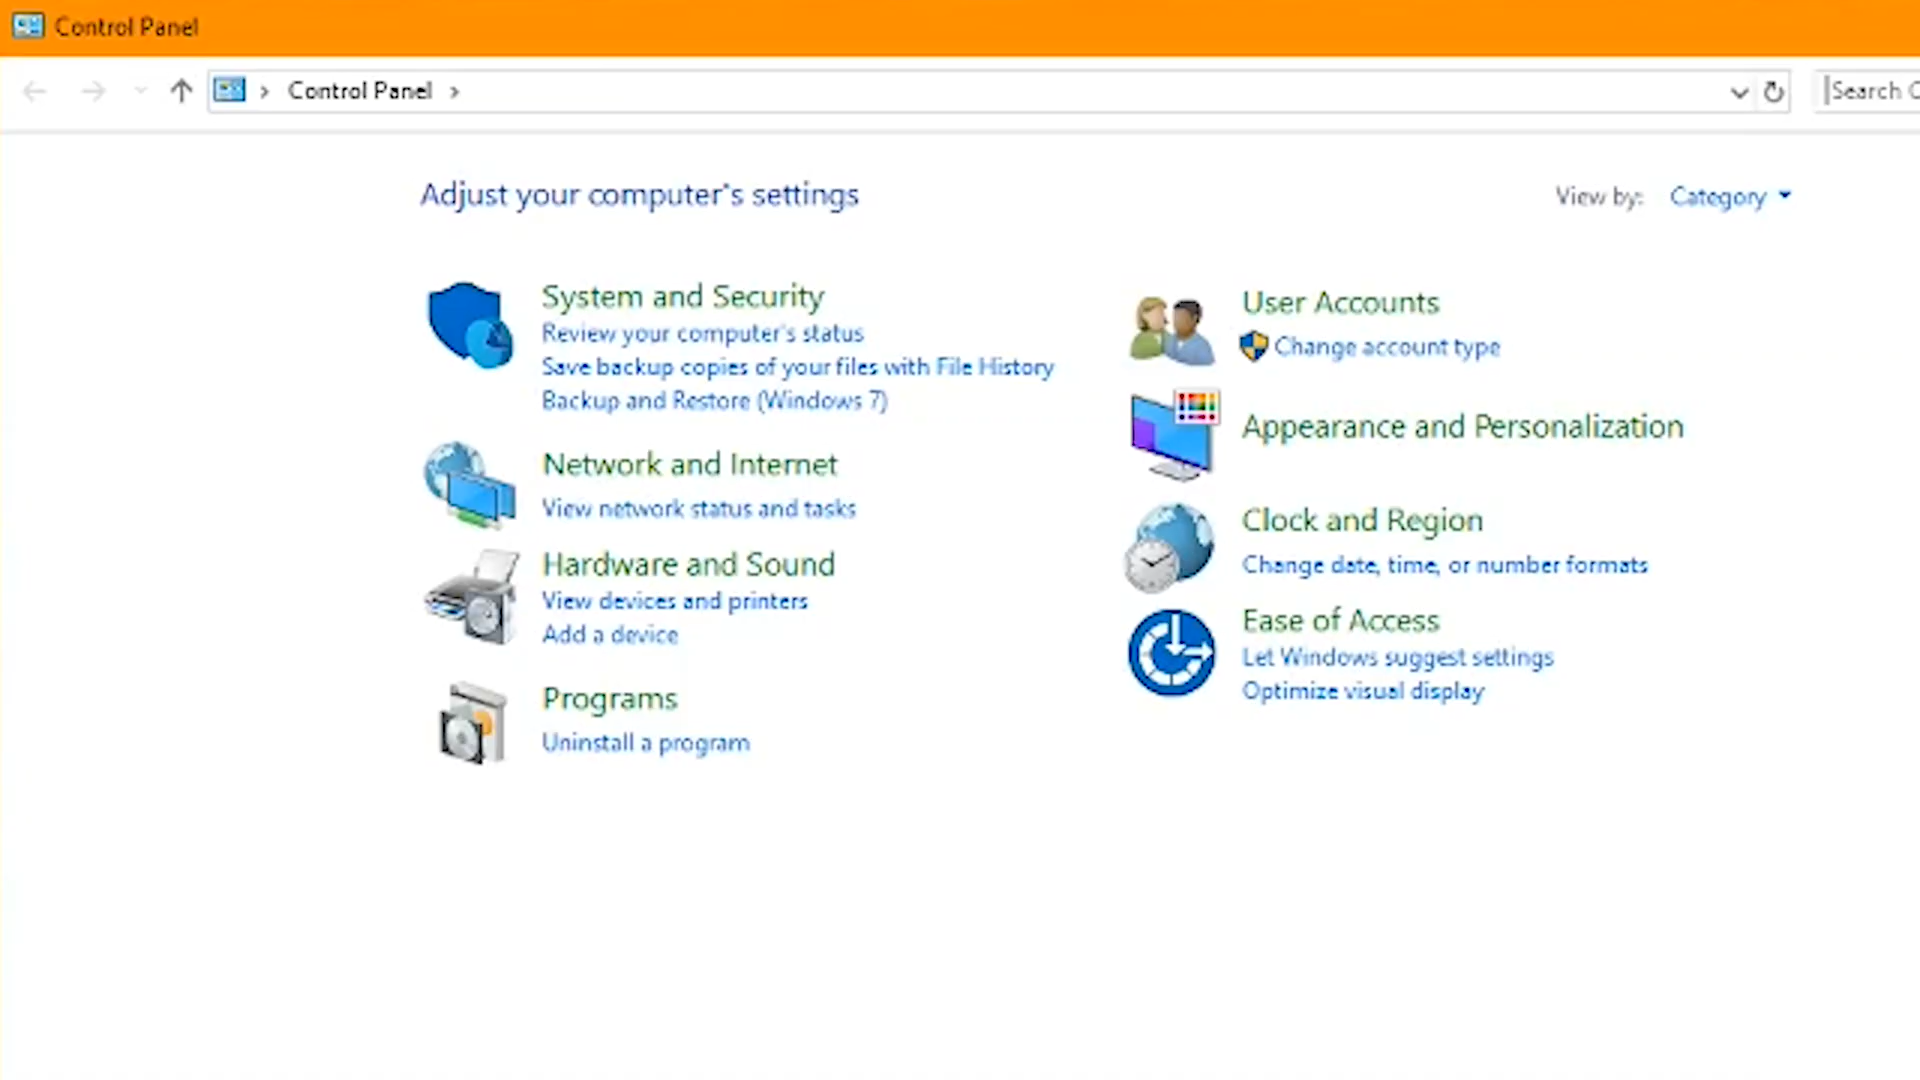 Control Panel
Control Panel
Search C
Adjust your computer's settings
View by: Category
System and Security
Review your computer's status
Save backup copies of your files with File History
Backup and Restore (Windows 7)
Network and Internet
View network status and tasks
Hardware and Sound
View devices and printers
Add a device
Programs
Uninstall a program
User Accounts
Change account type
Appearance and Personalization
Clock and Region
Change date, time, or number formats
Ease of Access
Let Windows suggest settings
Optimize visual display